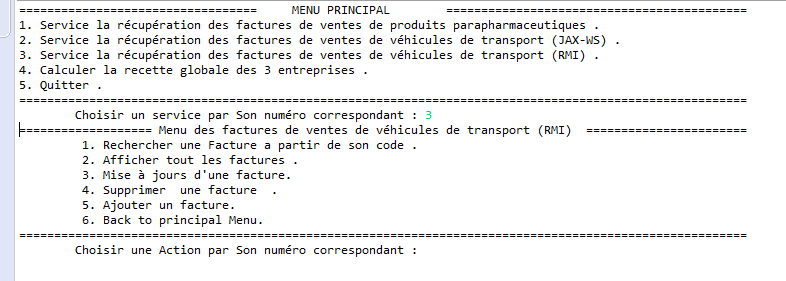 ================================== MENU PRINCIPAL ===========================================
1. Service la récupération des factures de ventes de produits parapharmaceutiques .
2. Service la récupération des factures de ventes de véhicules de transport (JAX-WS) .
3. Service la récupération des factures de ventes de véhicules de transport (RMI) .
4. Calculer la recette globale des 3 entreprises .
5. Quitter .
========================================================================================================
Choisir un service par Son numéro correspondant : 3
=================== Menu des factures de ventes de véhicules de transport (RMI) =======================
1. Rechercher une Facture a partir de son code .
2. Afficher tout les factures .
3. Mise à jours d'une facture.
4. Supprimer  une facture  .
5. Ajouter un facture.
6. Back to principal Menu.
========================================================================================================
Choisir une Action par Son numéro correspondant :